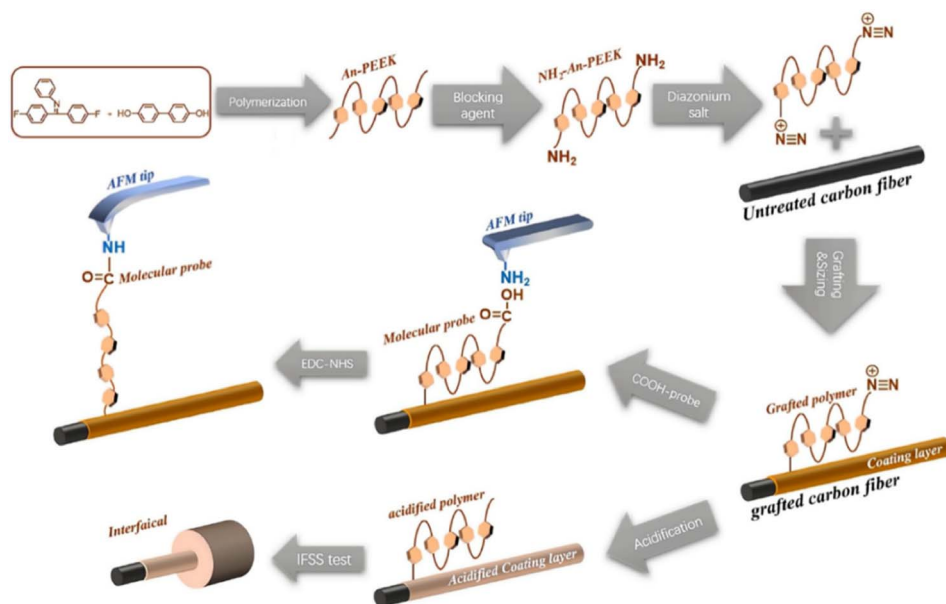 N
F
F
+
HO
OH
Polymerization
An-PEEK
Blocking
agent
NH₂-An-PEEK
NH₂
NH₂
Diazonium
salt
⊕
N≡N
⊕
N≡N
+
Untreated carbon fiber
Grafting
&Sizing
AFM tip
NH
O=C
Molecular probe
EDC-NHS
AFM tip
NH₂
OH
O=C
Molecular probe
COOH-probe
⊕
N≡N
Grafted polymer
Coating layer
grafted carbon fiber
Interfaical
IFSS test
acidified polymer
Acidified Coating layer
Acidification